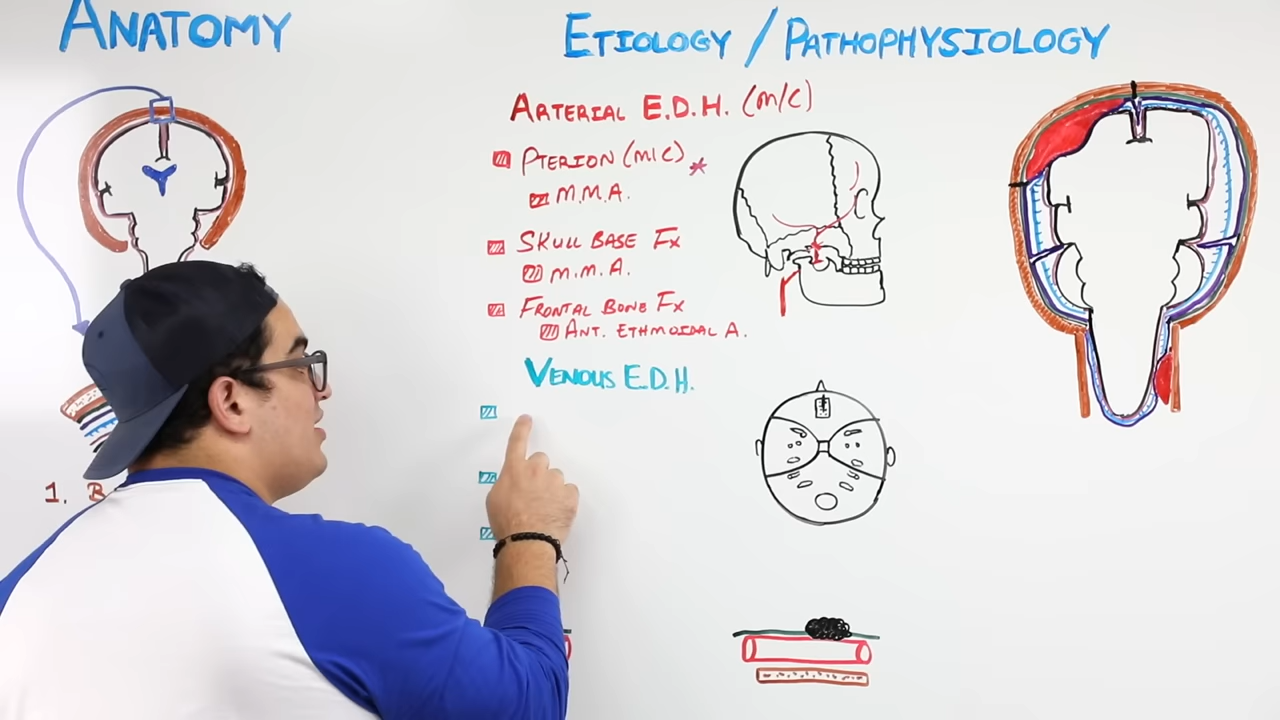 ANATOMY
ETIOLOGY / PATHOPHYSIOLOGY
ARTERIAL E.D.H. (M/C)
PTERION (M/C) *
M.M.A.
SKULL BASE Fx
M.M.A.
FRONTAL BONE Fx
ANT. ETHMOIDAL A.
VENOUS E.D.H.
1. B